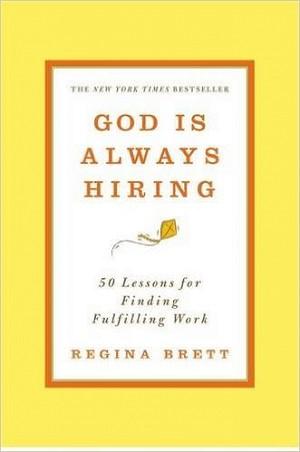 THE NEW YORK TIMES BESTSELLER
GOD IS
ALWAYS
HIRING
50 Lessons for
Finding
Fulfilling Work
REGINA BRETT